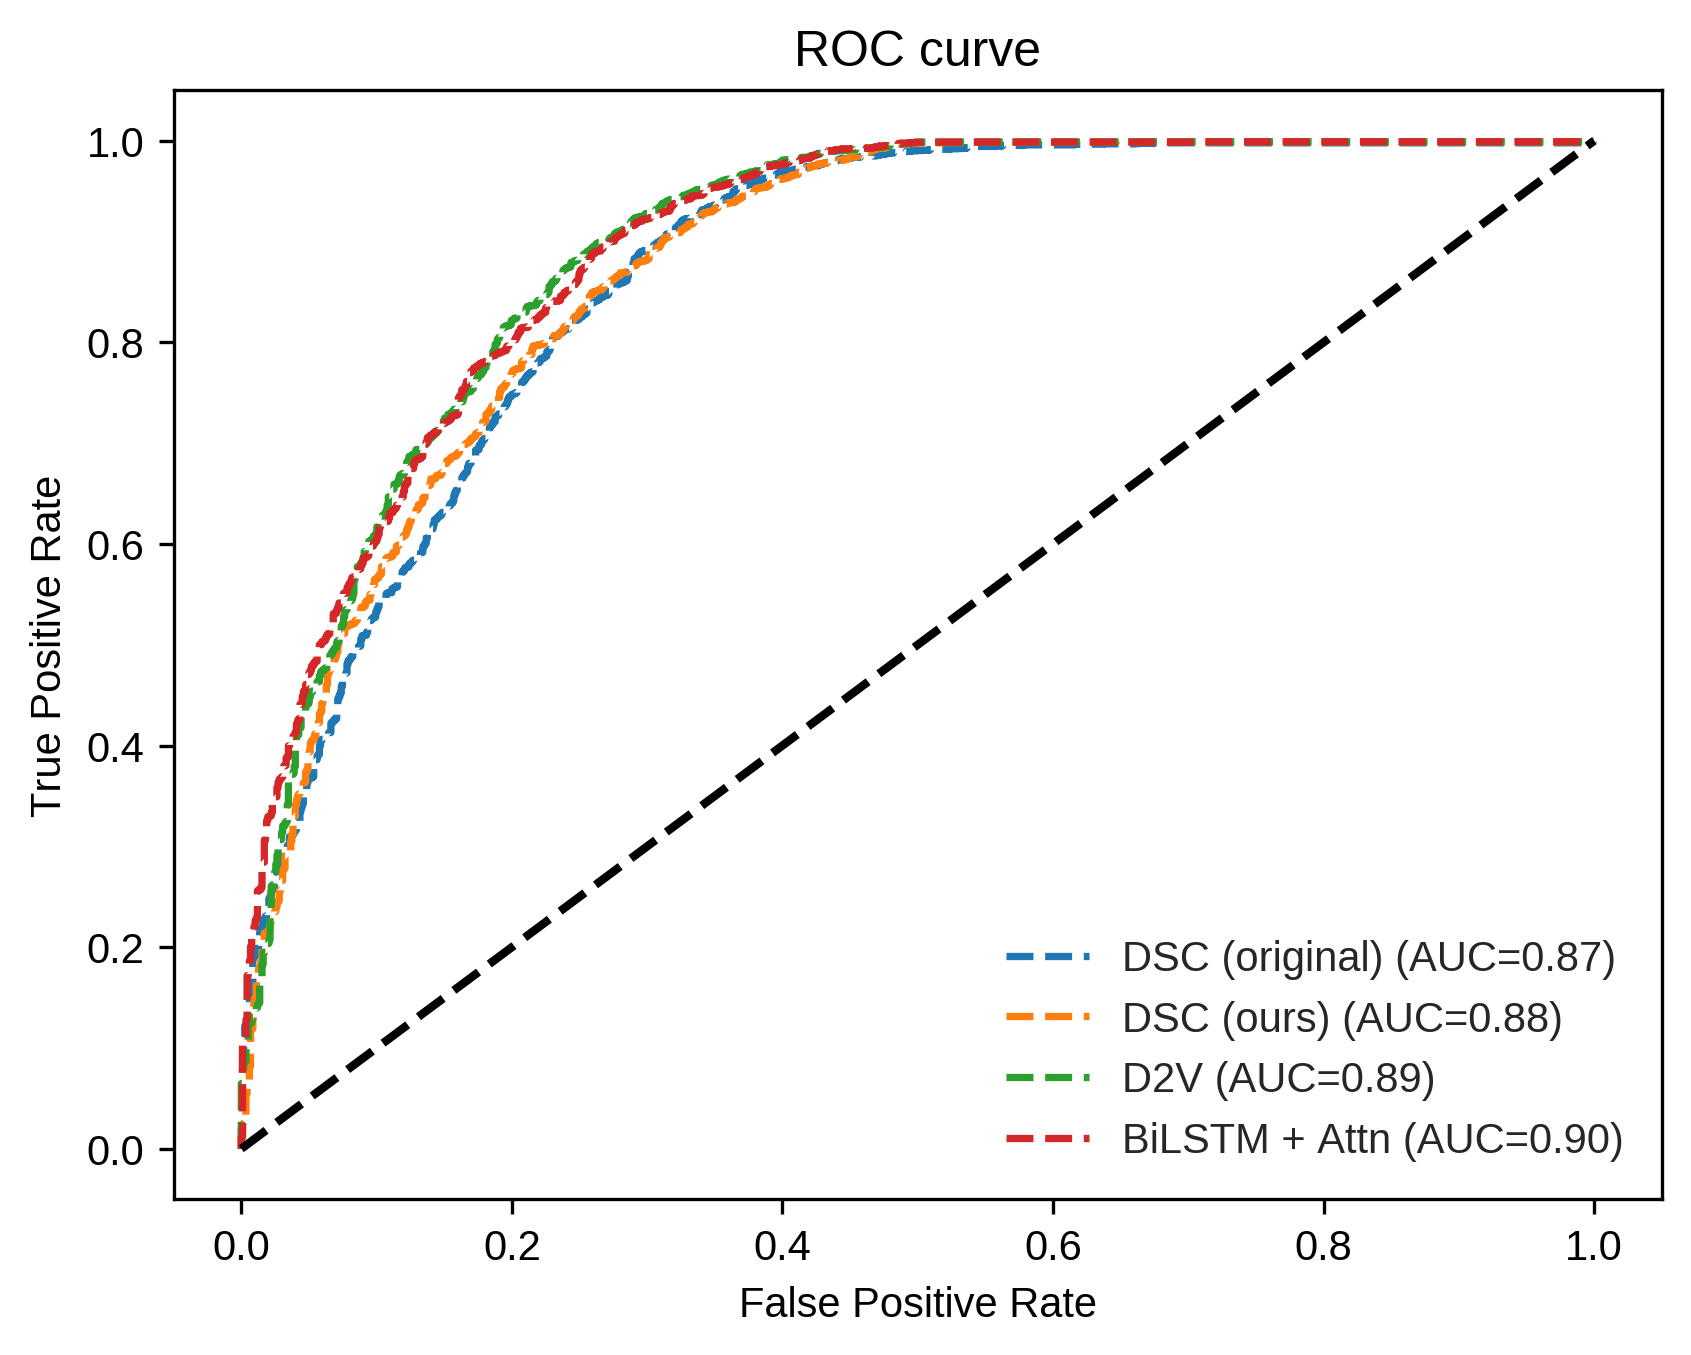 ROC curve
True Positive Rate
1.0
0.8
0.6
0.4
0.2
0.0
DSC (original) (AUC=0.87)
DSC (ours) (AUC=0.88)
D2V (AUC=0.89)
BiLSTM + Attn (AUC=0.90)
0.0 0.2 0.4 0.6 0.8 1.0
False Positive Rate